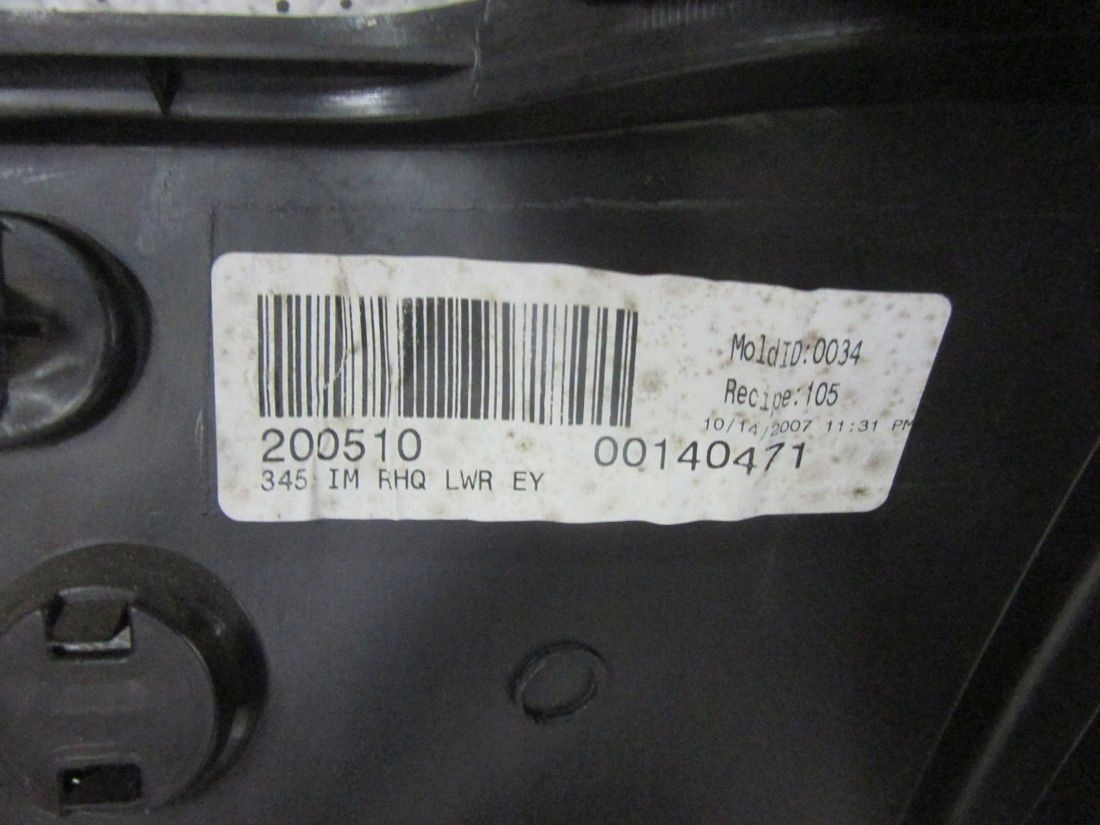 MoldID:0034
Recipe:105
10/14/2007 11:31 PM
200510 00140471
345 IM RHQ LWR EY